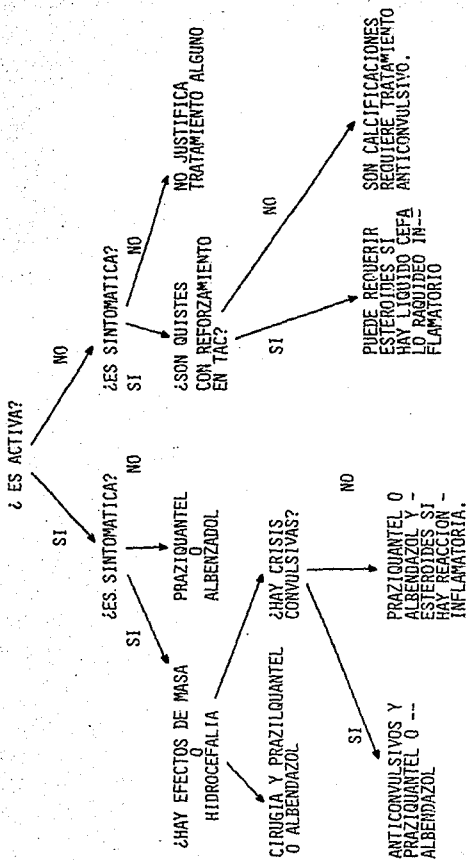 ¿ ES ACTIVA?
SI
NO
¿ES SINTOMATICA?
SI
NO
¿ES SINTOMATICA?
SI
NO
¿HAY EFECTOS DE MASA
O
HIDROCEFALIA
PRAZIQUANTEL
O
ALBENZADOL
¿SON QUISTES
CON REFORZAMIENTO
EN TAC?
NO JUSTIFICA
TRATAMIENTO ALGUNO
SI
NO
CIRUGIA Y PRAZILQUANTEL
O ALBENDAZOL
¿HAY CRISIS
CONVULSIVAS?
SI
NO
PUEDE REQUERIR
ESTEROIDES SI
HAY LIQUIDO CEFA
LO RAQUIDEO IN--
FLAMATORIO
SON CALCIFICACIONES
REQUIERE TRATAMIENTO
ANTICONVULSIVO.
ANTICONVULSIVOS Y
PRAZIQUANTEL O --
ALBENDAZOL
PRAZIQUANTEL O
ALBENDAZOL Y -
ESTEROIDES SI
HAY REACCION -
INFLAMATORIA.